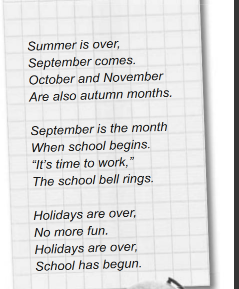 Summer is over,
September comes.
October and November
Are also autumn months.

September is the month
When school begins.
“It’s time to work,”
The school bell rings.

Holidays are over,
No more fun.
Holidays are over,
School has begun.